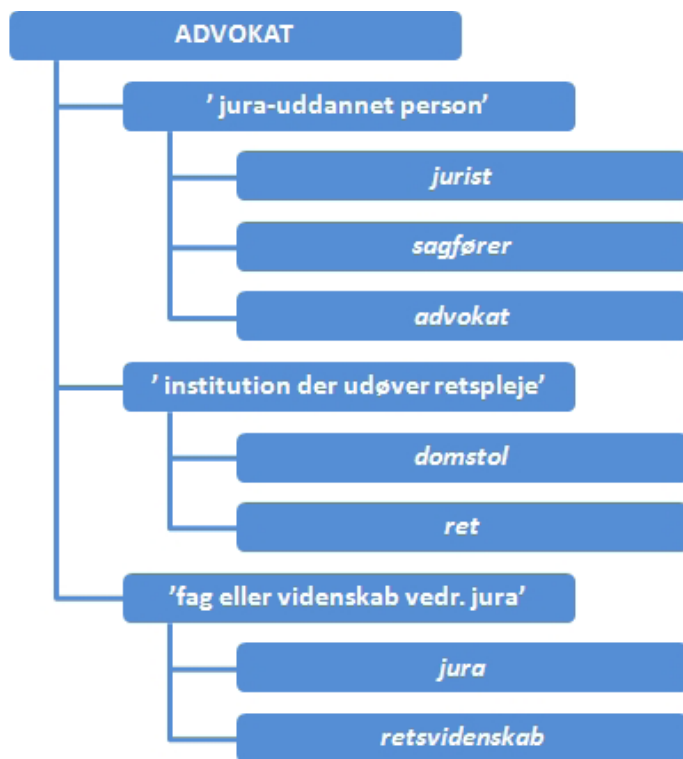 ADVOKAT
’ jura-uddannet person’
jurist
sagfører
advokat
’ institution der udøver retspleje’
domstol
ret
’fag eller videnskab vedr. jura’
jura
retsvidenskab